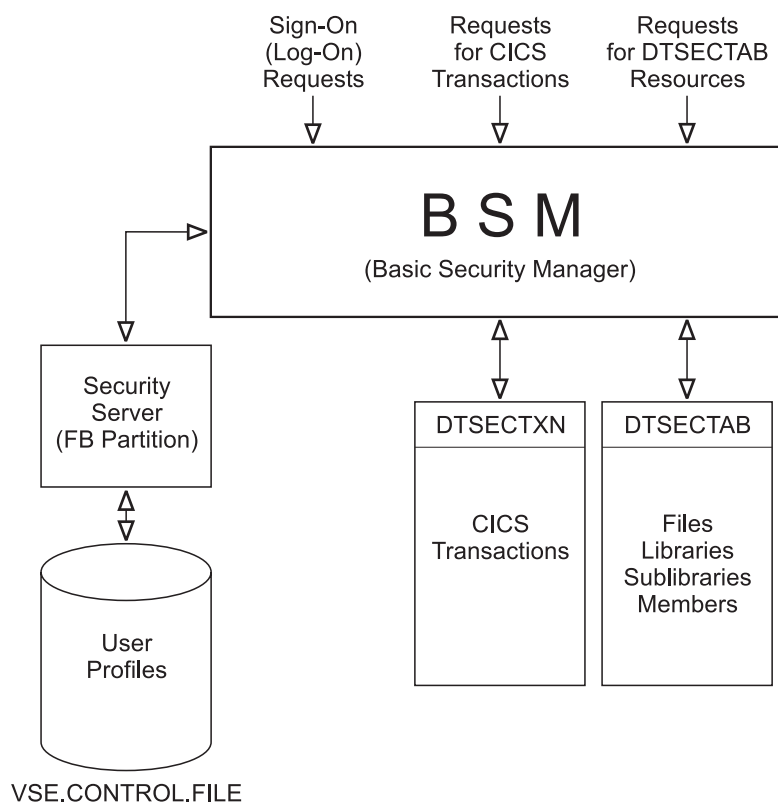 Sign-On
(Log-On)
Requests
Requests
for CICS
Transactions
Requests
for DTSECTAB
Resources
B S M
(Basic Security Manager)
Security
Server
(FB Partition)
DTSECTXN
CICS
Transactions
DTSECTAB
Files
Libraries
Sublibraries
Members
User
Profiles
VSE.CONTROL.FILE